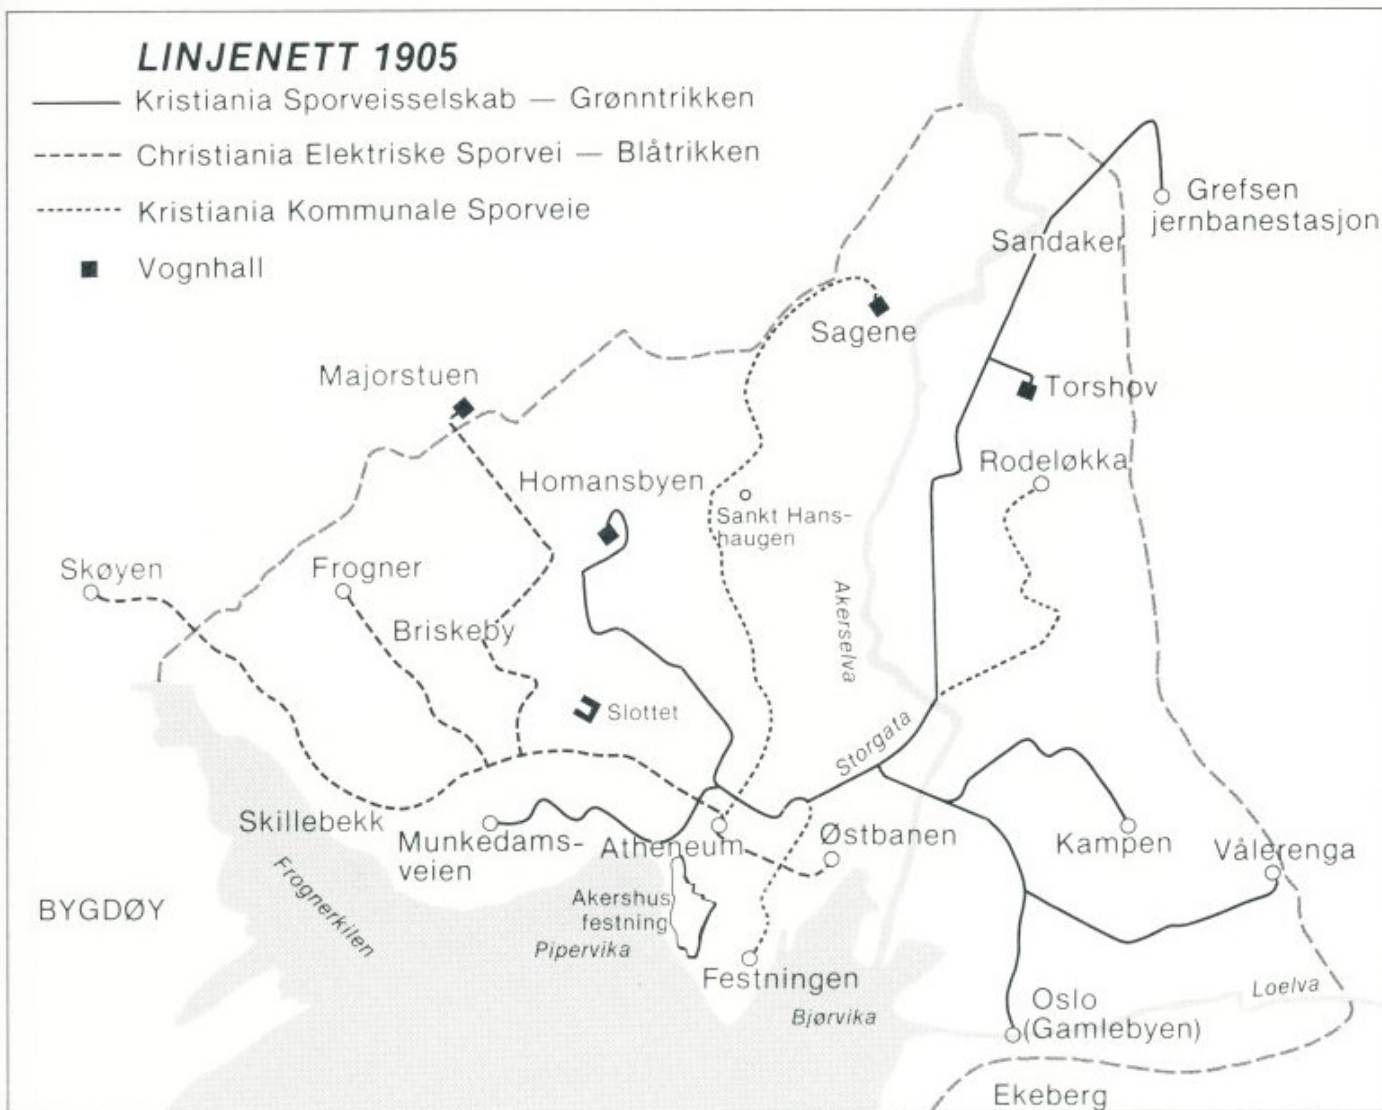 LINJENETT 1905
Kristiania Sporveisselskab — Grønntrikken
Christiania Elektriske Sporvei — Blåtrikken
Kristiania Kommunale Sporveie
Vognhall
Grefsen
jernbanestasjon
Sandaker
Sagene
Majorstuen
Torshov
Rodeløkka
Homansbyen
Sankt Hans-
haugen
Skøyen
Frogner
Briskeby
Akerselva
Slottet
Storgata
Skillebekk
Munkedams-
veien
Atheneum
Østbanen
Kampen
Vålerenga
Frognerkilen
BYGDØY
Akershus
festning
Pipervika
Festningen
Bjørvika
Oslo
(Gamlebyen)
Loelva
Ekeberg